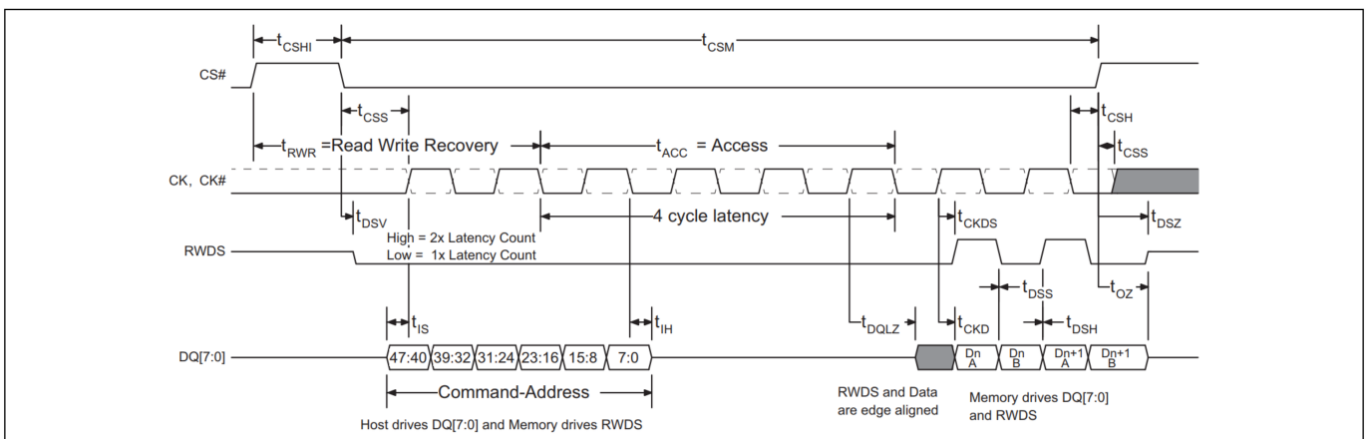 tCSHI
tCSM
CS#
tCSS
tCSH
tRWR =Read Write Recovery
tACC = Access
tCSS
CK, CK#
tDSV
4 cycle latency
tCKDS
tDSZ
High = 2x Latency Count
Low = 1x Latency Count
RWDS
tDSS
tOZ
tIS
tIH
tDQLZ
tCKD
tDSH
DQ[7:0]
47:40 39:32 31:24 23:16 15:8 7:0
Dn A
Dn B
Dn+1 A
Dn+1 B
Command-Address
RWDS and Data
are edge aligned
Memory drives DQ[7:0]
and RWDS
Host drives DQ[7:0] and Memory drives RWDS